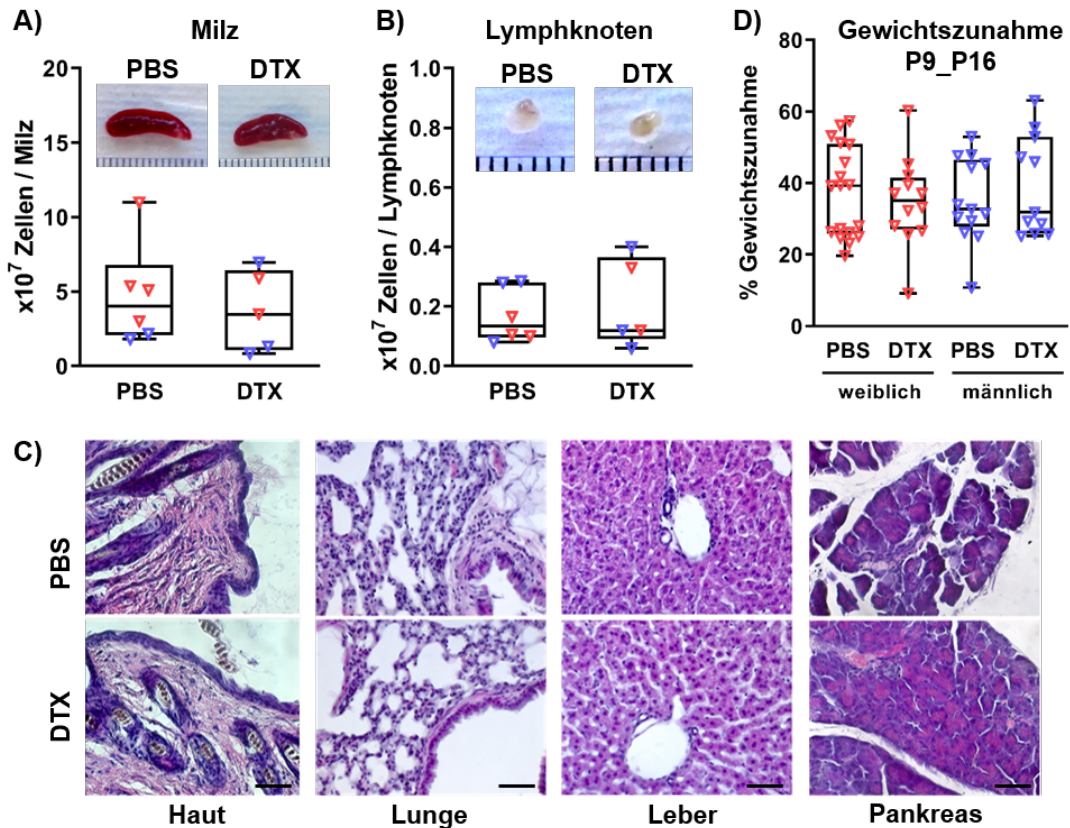 A)
Milz
PBS DTX
x10⁷ Zellen / Milz
20
15
10
5
0
PBS DTX
B)
Lymphknoten
PBS DTX
x10⁷ Zellen / Lymphknoten
1.0
0.8
0.6
0.4
0.2
0.0
PBS DTX
D)
Gewichtszunahme
P9_P16
% Gewichtszunahme
80
60
40
20
0
PBS DTX PBS DTX
weiblich männlich
C)
PBS
DTX
Haut Lunge Leber Pankreas